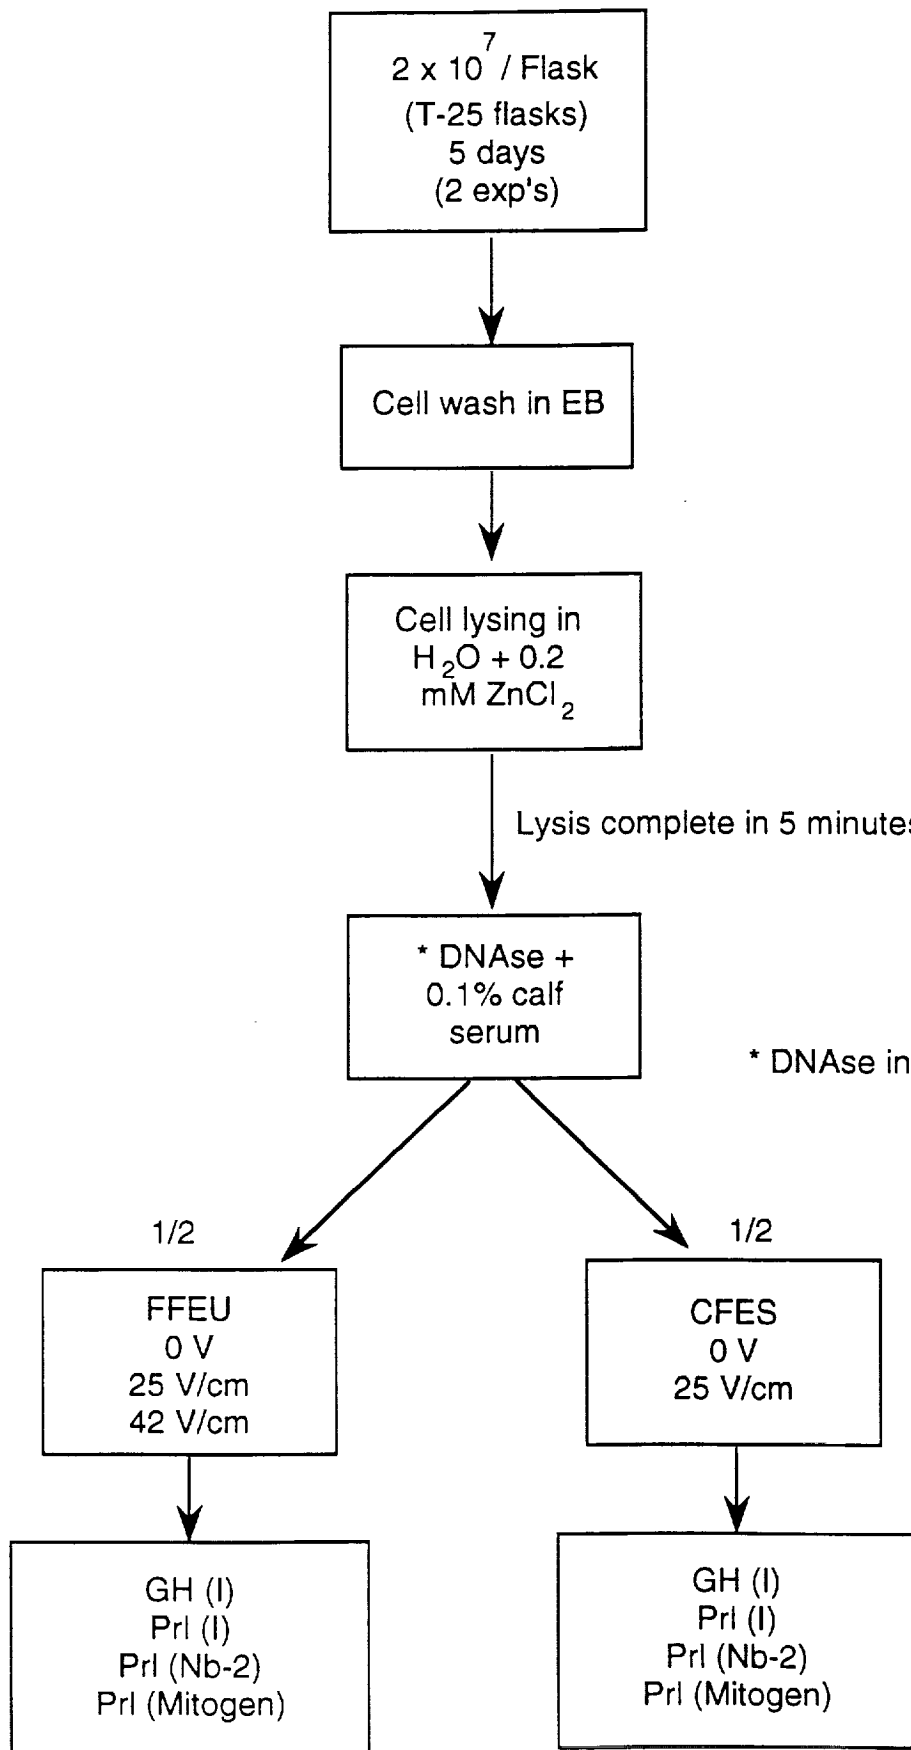 2 x 10⁷ / Flask
(T-25 flasks)
5 days
(2 exp's)
Cell wash in EB
Cell lysing in
H₂O + 0.2
mM ZnCl₂
Lysis complete in 5 minutes
* DNAse +
0.1% calf
serum
* DNAse in
1/2
1/2
FFEU
0 V
25 V/cm
42 V/cm
CFES
0 V
25 V/cm
GH (I)
Prl (I)
Prl (Nb-2)
Prl (Mitogen)
GH (I)
Prl (I)
Prl (Nb-2)
Prl (Mitogen)